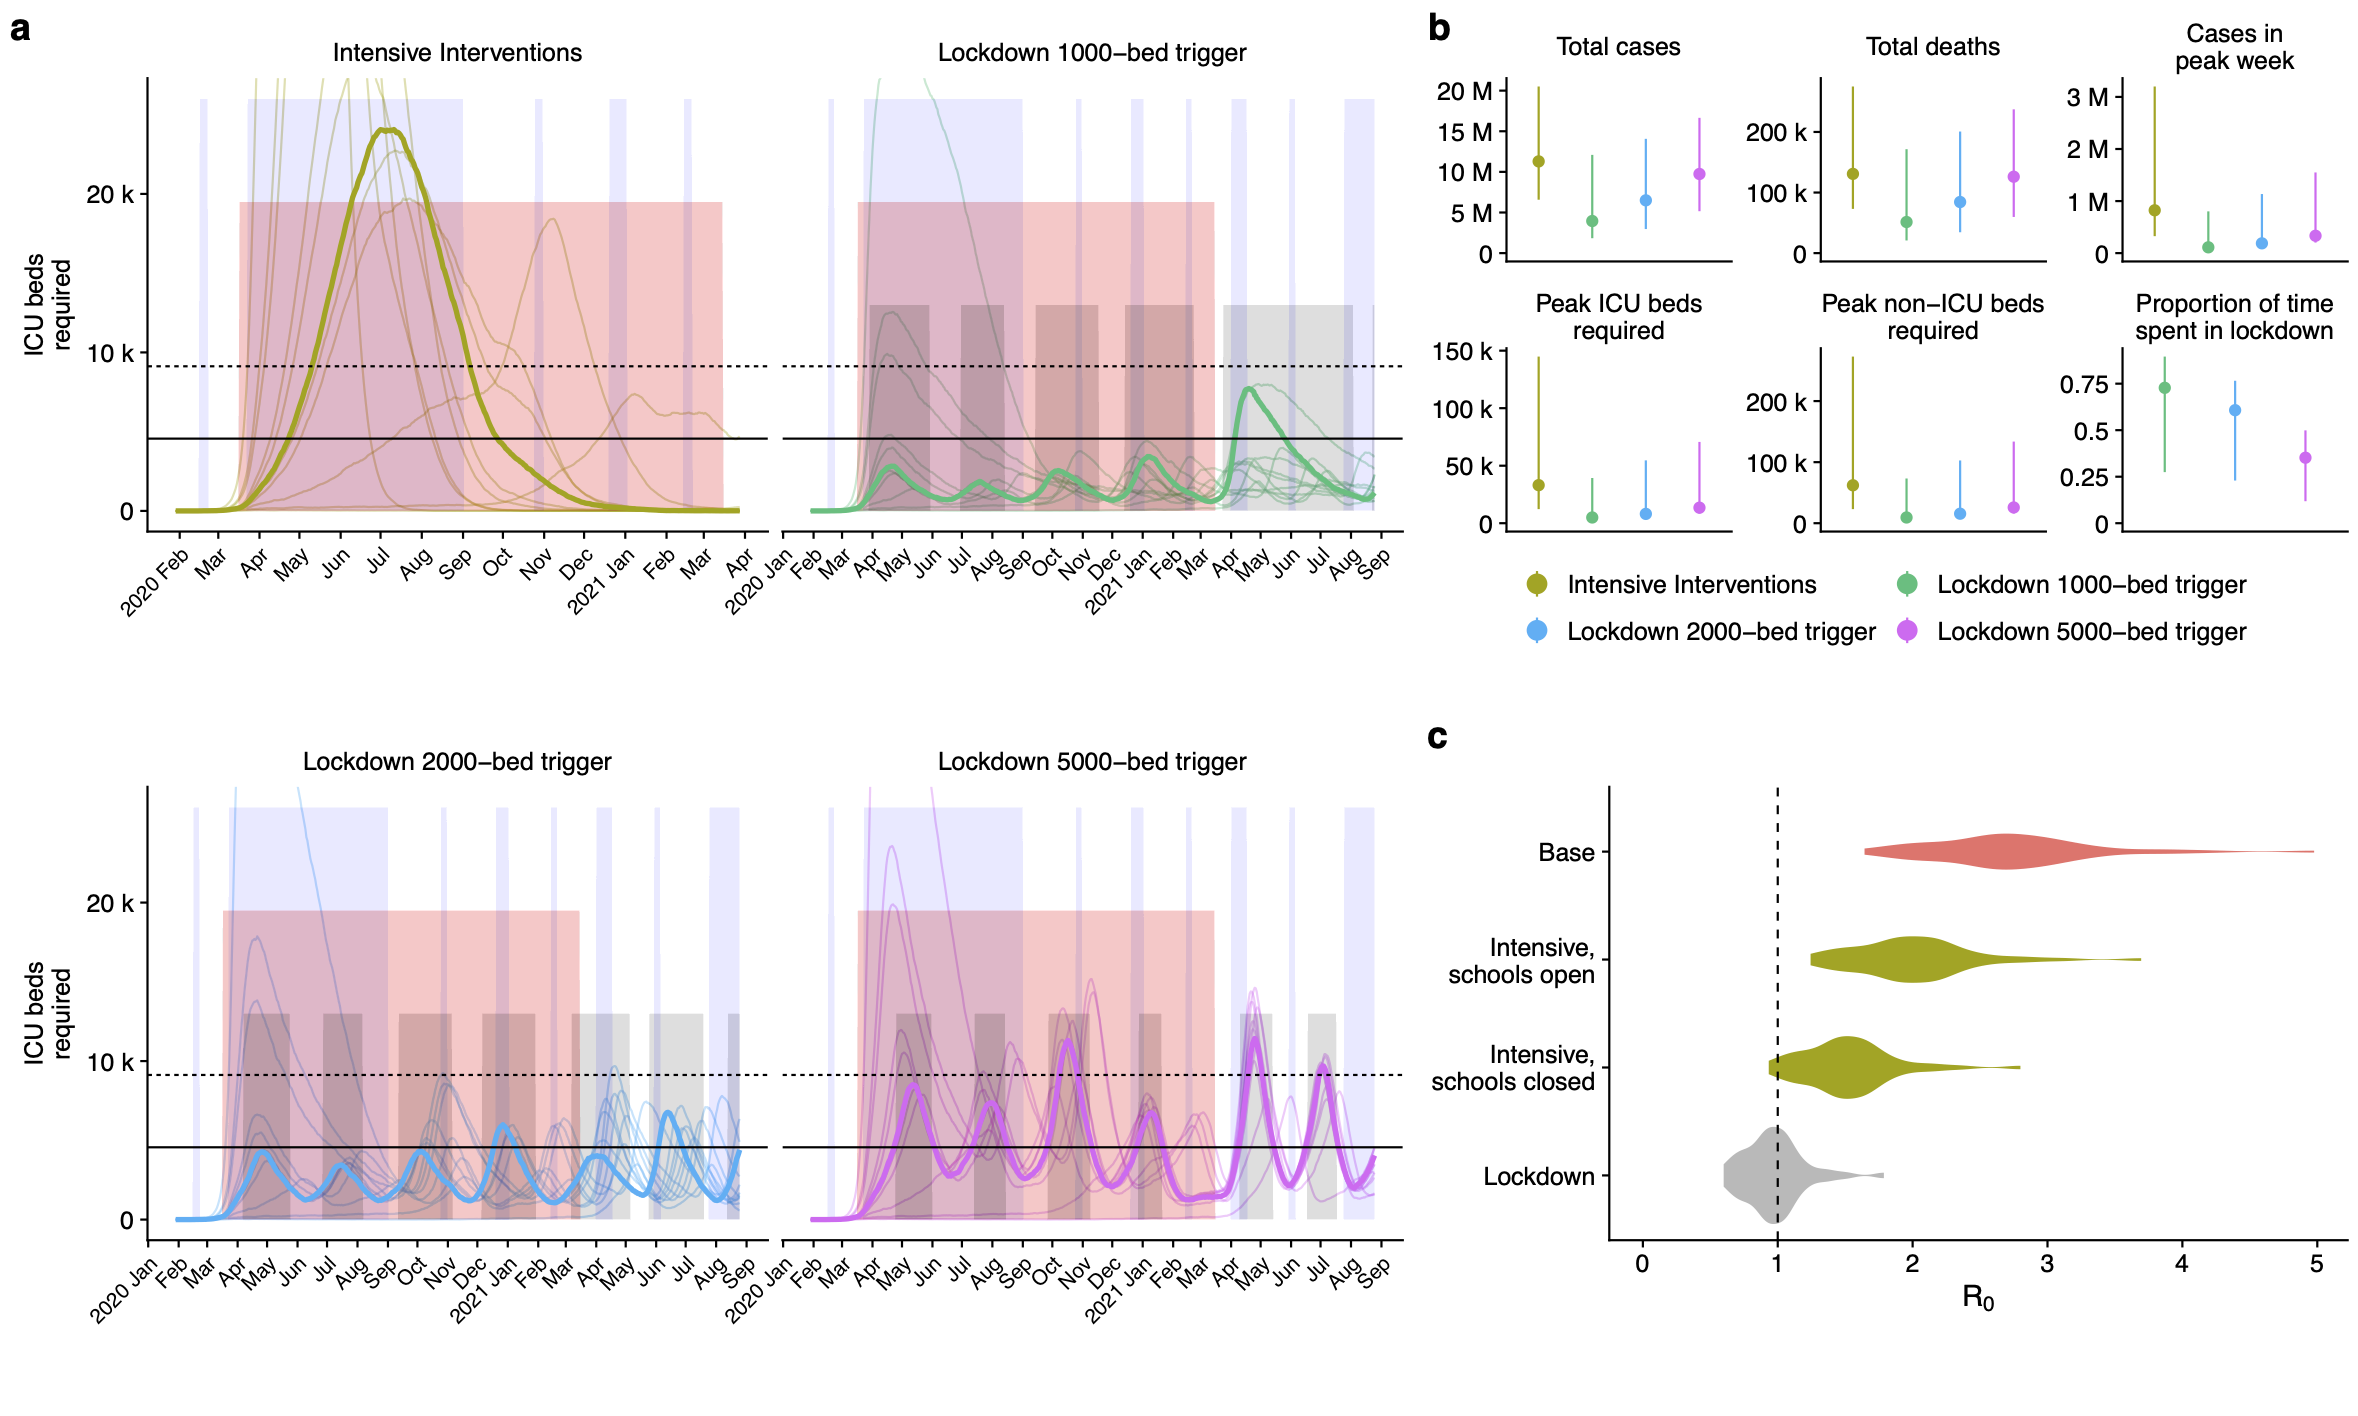 a
Intensive Interventions
Lockdown 1000−bed trigger
ICU beds
required
20 k
10 k
0
2020 Feb
Mar
Apr
May
Jun
Jul
Aug
Sep
Oct
Nov
Dec
2021 Jan
Feb
Mar
Apr
2020 Jan
Feb
Mar
Apr
May
Jun
Jul
Aug
Sep
Oct
Nov
Dec
2021 Jan
Feb
Mar
Apr
May
Jun
Jul
Aug
Sep
Lockdown 2000−bed trigger
Lockdown 5000−bed trigger
ICU beds
required
20 k
10 k
0
2020 Jan
Feb
Mar
Apr
May
Jun
Jul
Aug
Sep
Oct
Nov
Dec
2021 Jan
Feb
Mar
Apr
May
Jun
Jul
Aug
Sep
2020 Jan
Feb
Mar
Apr
May
Jun
Jul
Aug
Sep
Oct
Nov
Dec
2021 Jan
Feb
Mar
Apr
May
Jun
Jul
Aug
Sep
b
Total cases
20 M
15 M
10 M
5 M
0
Total deaths
200 k
100 k
0
Cases in
peak week
3 M
2 M
1 M
0
Peak ICU beds
required
150 k
100 k
50 k
0
Peak non−ICU beds
required
200 k
100 k
0
Proportion of time
spent in lockdown
0.75
0.5
0.25
0
Intensive Interventions
Lockdown 1000−bed trigger
Lockdown 2000−bed trigger
Lockdown 5000−bed trigger
c
Base
Intensive,
schools open
Intensive,
schools closed
Lockdown
0
1
2
3
4
5
R0